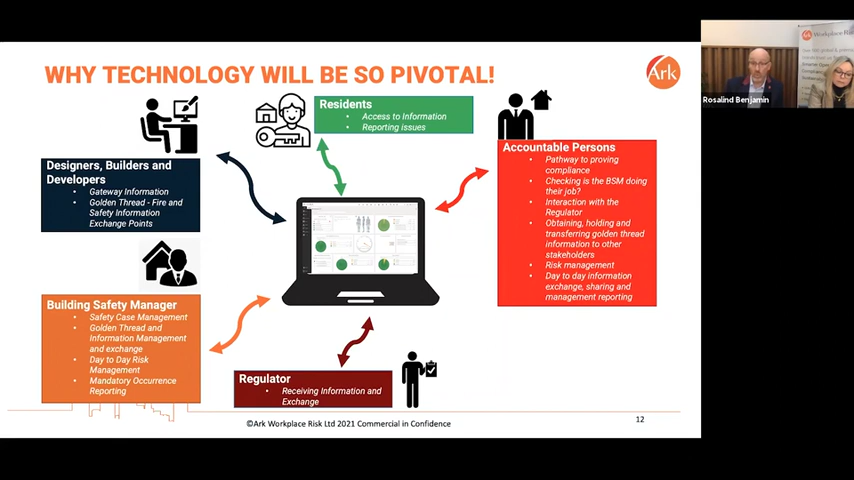 WHY TECHNOLOGY WILL BE SO PIVOTAL!
Ark
Residents
• Access to Information
• Reporting issues
Designers, Builders and
Developers
• Gateway Information
• Golden Thread - Fire and
Safety Information
Exchange Points
Accountable Persons
• Pathway to proving
compliance
• Checking is the BSM doing
their job?
• Interaction with the
Regulator
• Obtaining, holding and
transferring golden thread
information to other
stakeholders
• Risk management
• Day to day information
exchange, sharing and
management reporting
Building Safety Manager
• Safety Case Management
• Golden Thread and
Information Management
and exchange
• Day to Day Risk
Management
• Mandatory Occurrence
Reporting
Regulator
• Receiving Information and
Exchange
©Ark Workplace Risk Ltd 2021 Commercial in Confidence
12
Ark Workplace Risk
Rosalind Benjamin